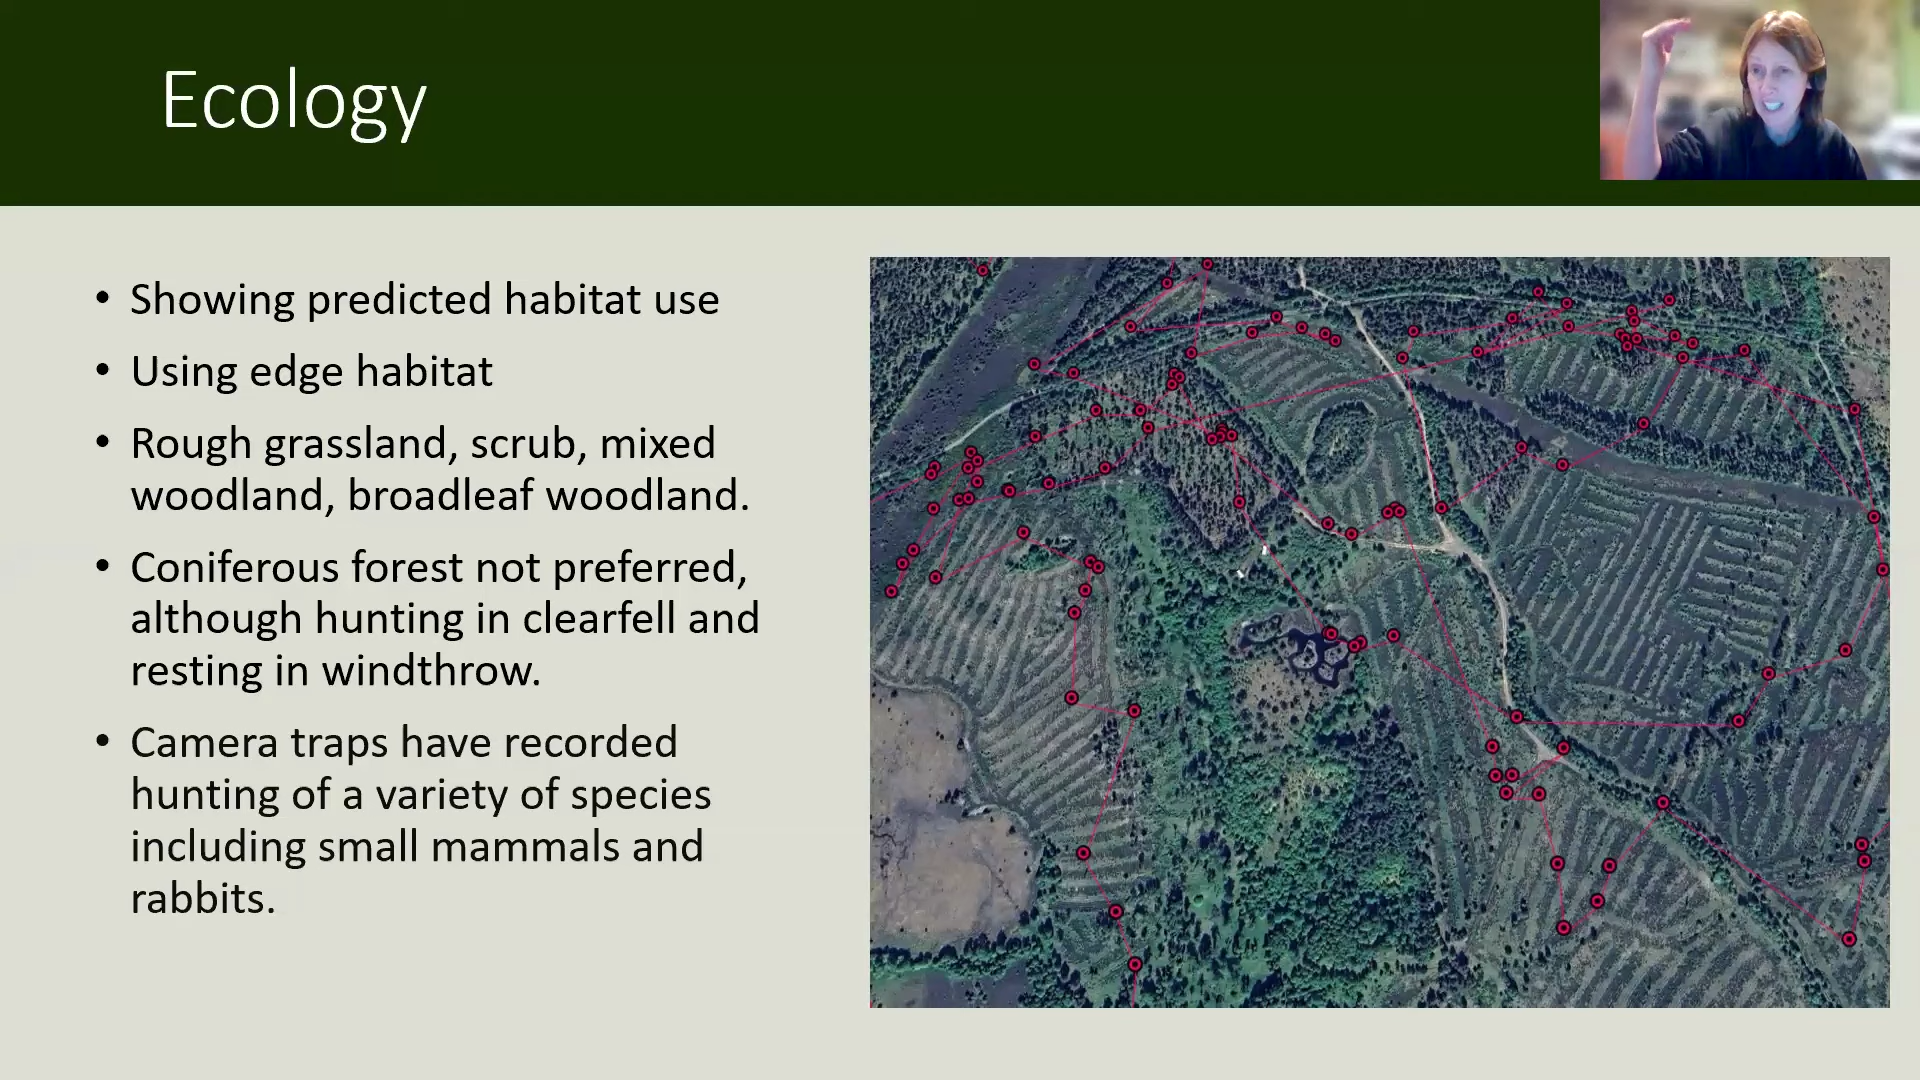 Ecology
• Showing predicted habitat use
• Using edge habitat
• Rough grassland, scrub, mixed
woodland, broadleaf woodland.
• Coniferous forest not preferred,
although hunting in clearfell and
resting in windthrow.
• Camera traps have recorded
hunting of a variety of species
including small mammals and
rabbits.